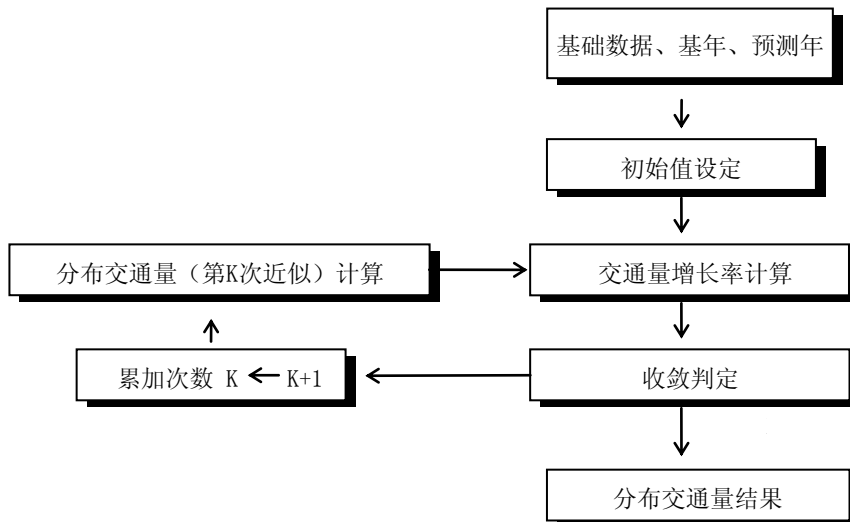 基础数据、基年、预测年
初始值设定
分布交通量（第K次近似）计算
交通量增长率计算
累加次数 K ← K+1
收敛判定
分布交通量结果